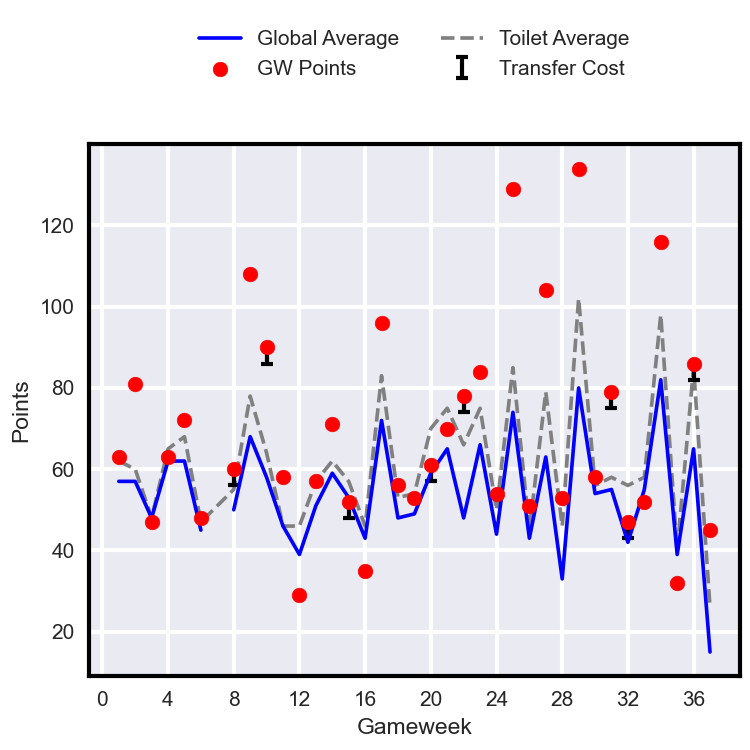 Global Average
Toilet Average
GW Points
Transfer Cost
120
100
80
60
40
20
Points
0 4 8 12 16 20 24 28 32 36
Gameweek